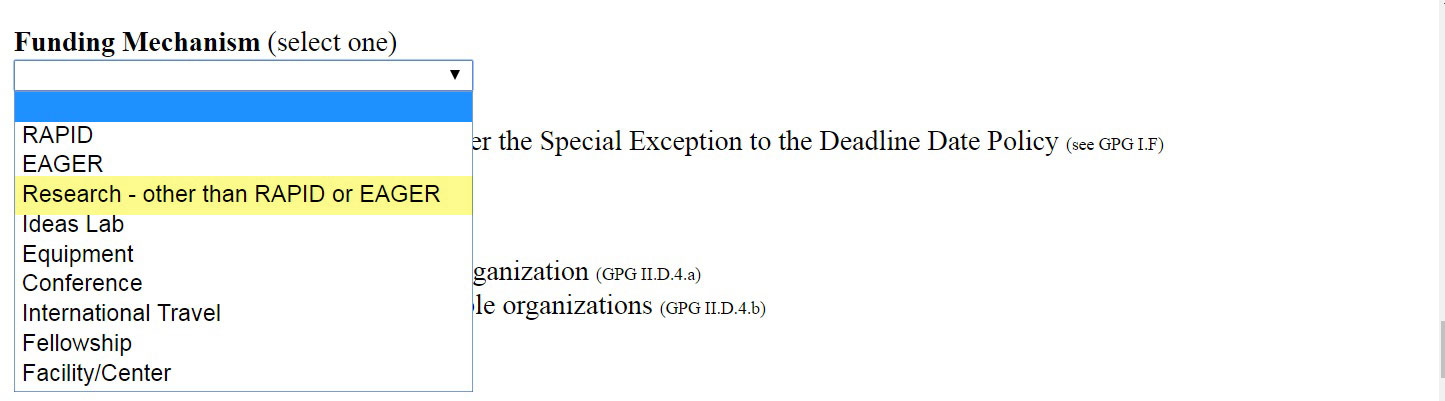 Funding Mechanism (select one)
▼
RAPID
er the Special Exception to the Deadline Date Policy (see GPG I.F)
EAGER
Research - other than RAPID or EAGER
Ideas Lab
Equipment
ganization (GPG II.D.4.a)
Conference
le organizations (GPG II.D.4.b)
International Travel
Fellowship
Facility/Center